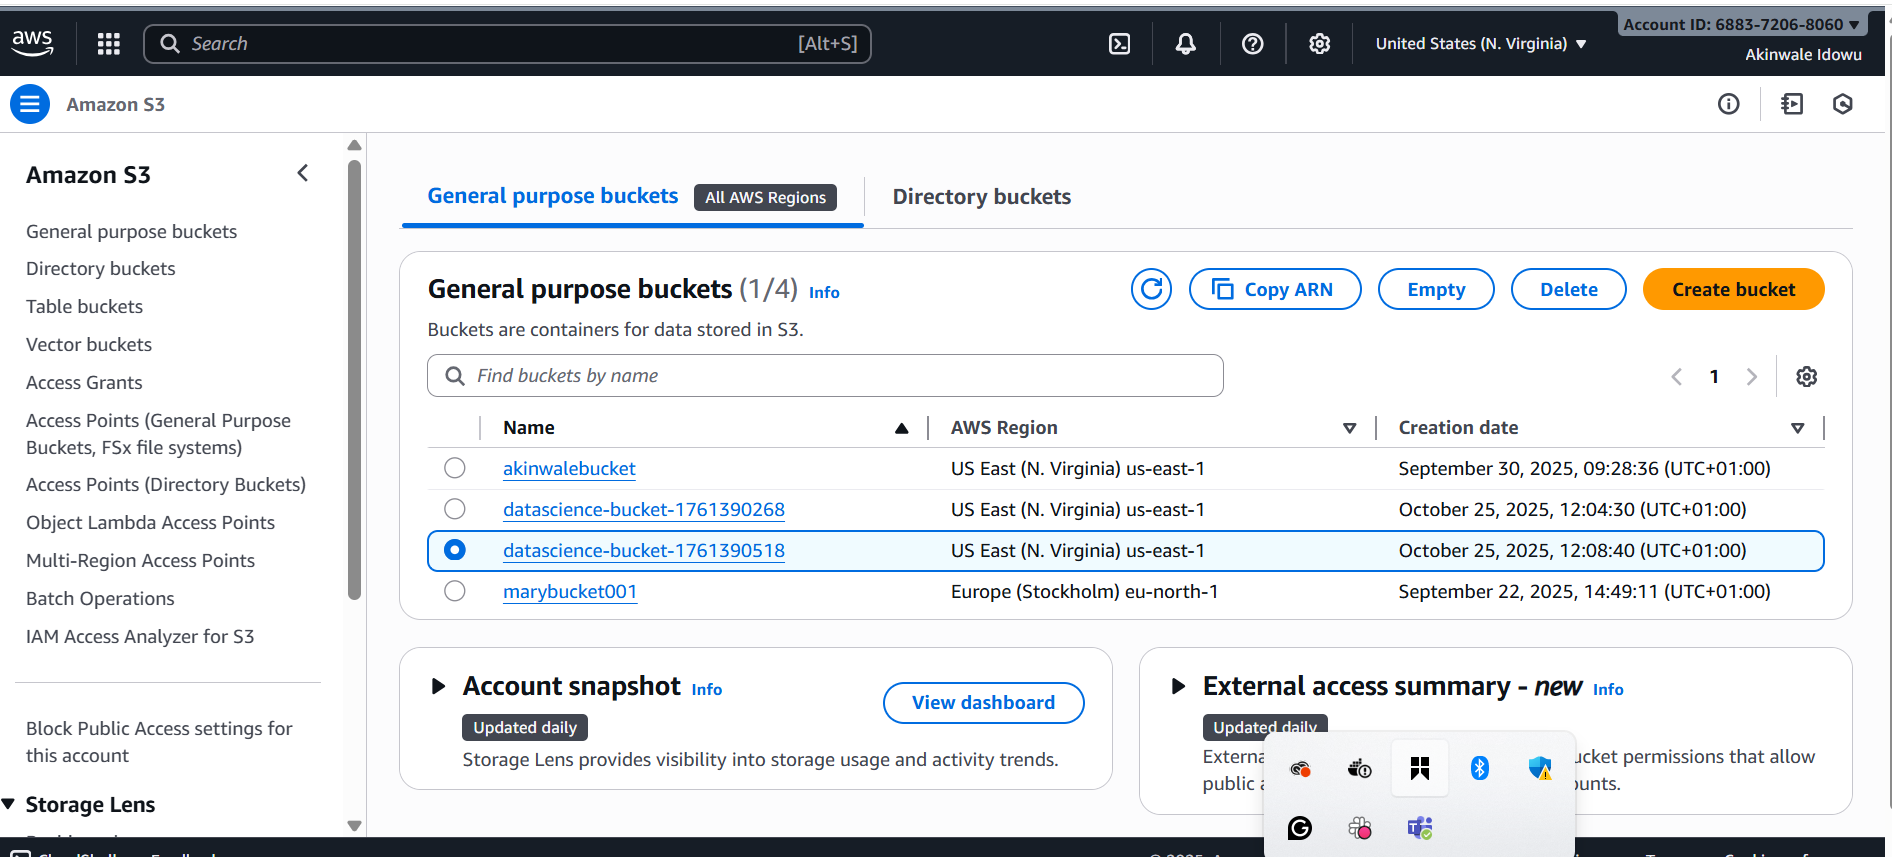 aws
Search
[Alt+S]
United States (N. Virginia)
Account ID: 6883-7206-8060
Akinwale Idowu
Amazon S3
Amazon S3
General purpose buckets
Directory buckets
Table buckets
Vector buckets
Access Grants
Access Points (General Purpose
Buckets, FSx file systems)
Access Points (Directory Buckets)
Object Lambda Access Points
Multi-Region Access Points
Batch Operations
IAM Access Analyzer for S3
Block Public Access settings for
this account
Storage Lens
General purpose buckets All AWS Regions
Directory buckets
General purpose buckets (1/4) Info
Copy ARN
Empty
Delete
Create bucket
Buckets are containers for data stored in S3.
Find buckets by name
1
Name AWS Region Creation date
akinwalebucket US East (N. Virginia) us-east-1 September 30, 2025, 09:28:36 (UTC+01:00)
datascience-bucket-1761390268 US East (N. Virginia) us-east-1 October 25, 2025, 12:04:30 (UTC+01:00)
datascience-bucket-1761390518 US East (N. Virginia) us-east-1 October 25, 2025, 12:08:40 (UTC+01:00)
marybucket001 Europe (Stockholm) eu-north-1 September 22, 2025, 14:49:11 (UTC+01:00)
Account snapshot Info
View dashboard
Updated daily
Storage Lens provides visibility into storage usage and activity trends.
External access summary - new Info
Updated daily
permissions that allow
public